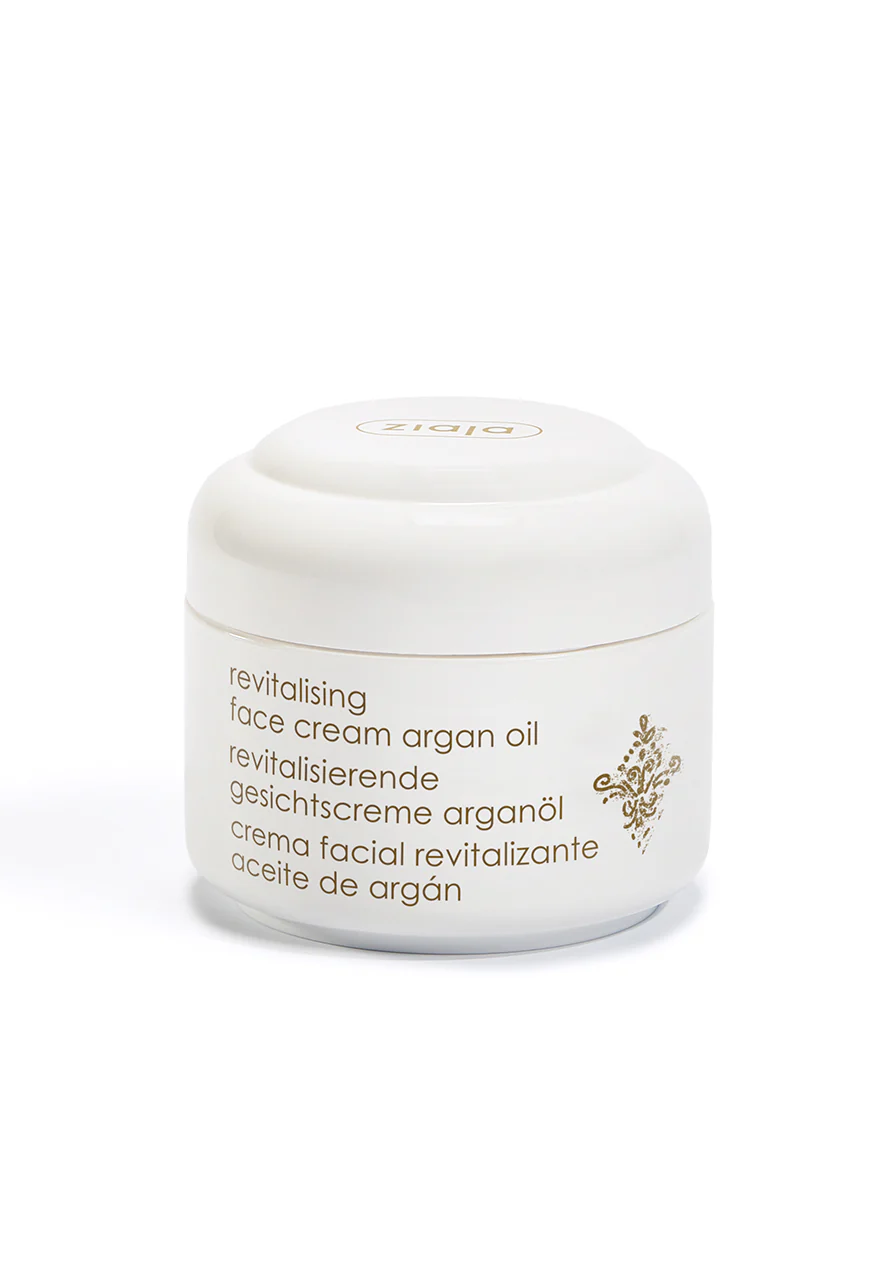 ziaja
revitalising
face cream argan oil
revitalisierende
gesichtscreme arganöl
crema facial revitalizante
aceite de argán